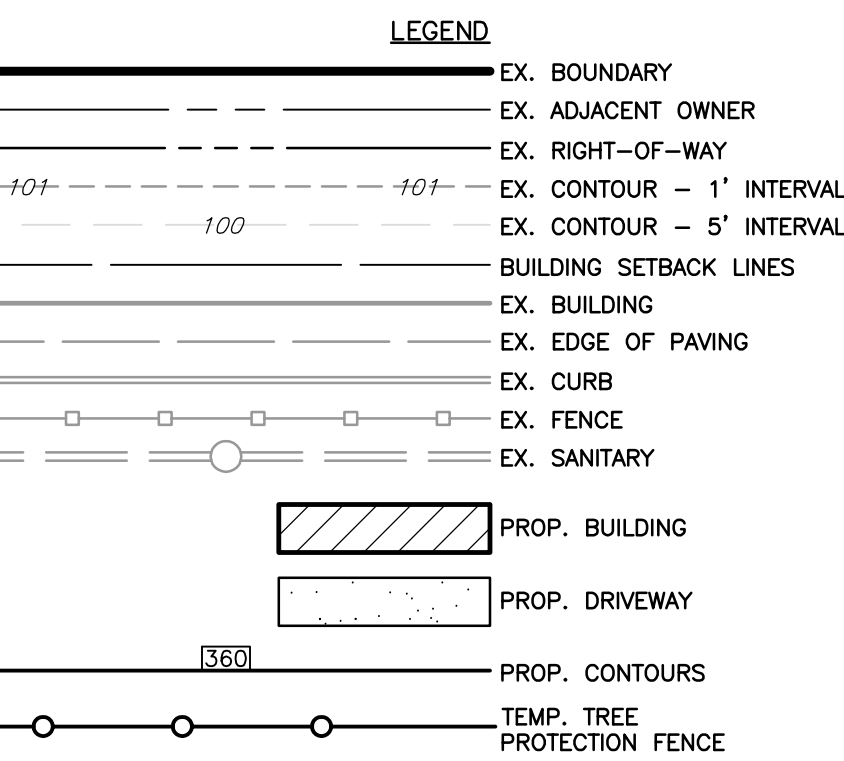 LEGEND
EX. BOUNDARY
EX. ADJACENT OWNER
EX. RIGHT-OF-WAY
101 101 EX. CONTOUR - 1' INTERVAL
100 EX. CONTOUR - 5' INTERVAL
BUILDING SETBACK LINES
EX. BUILDING
EX. EDGE OF PAVING
EX. CURB
EX. FENCE
EX. SANITARY
PROP. BUILDING
PROP. DRIVEWAY
360
PROP. CONTOURS
TEMP. TREE
PROTECTION FENCE